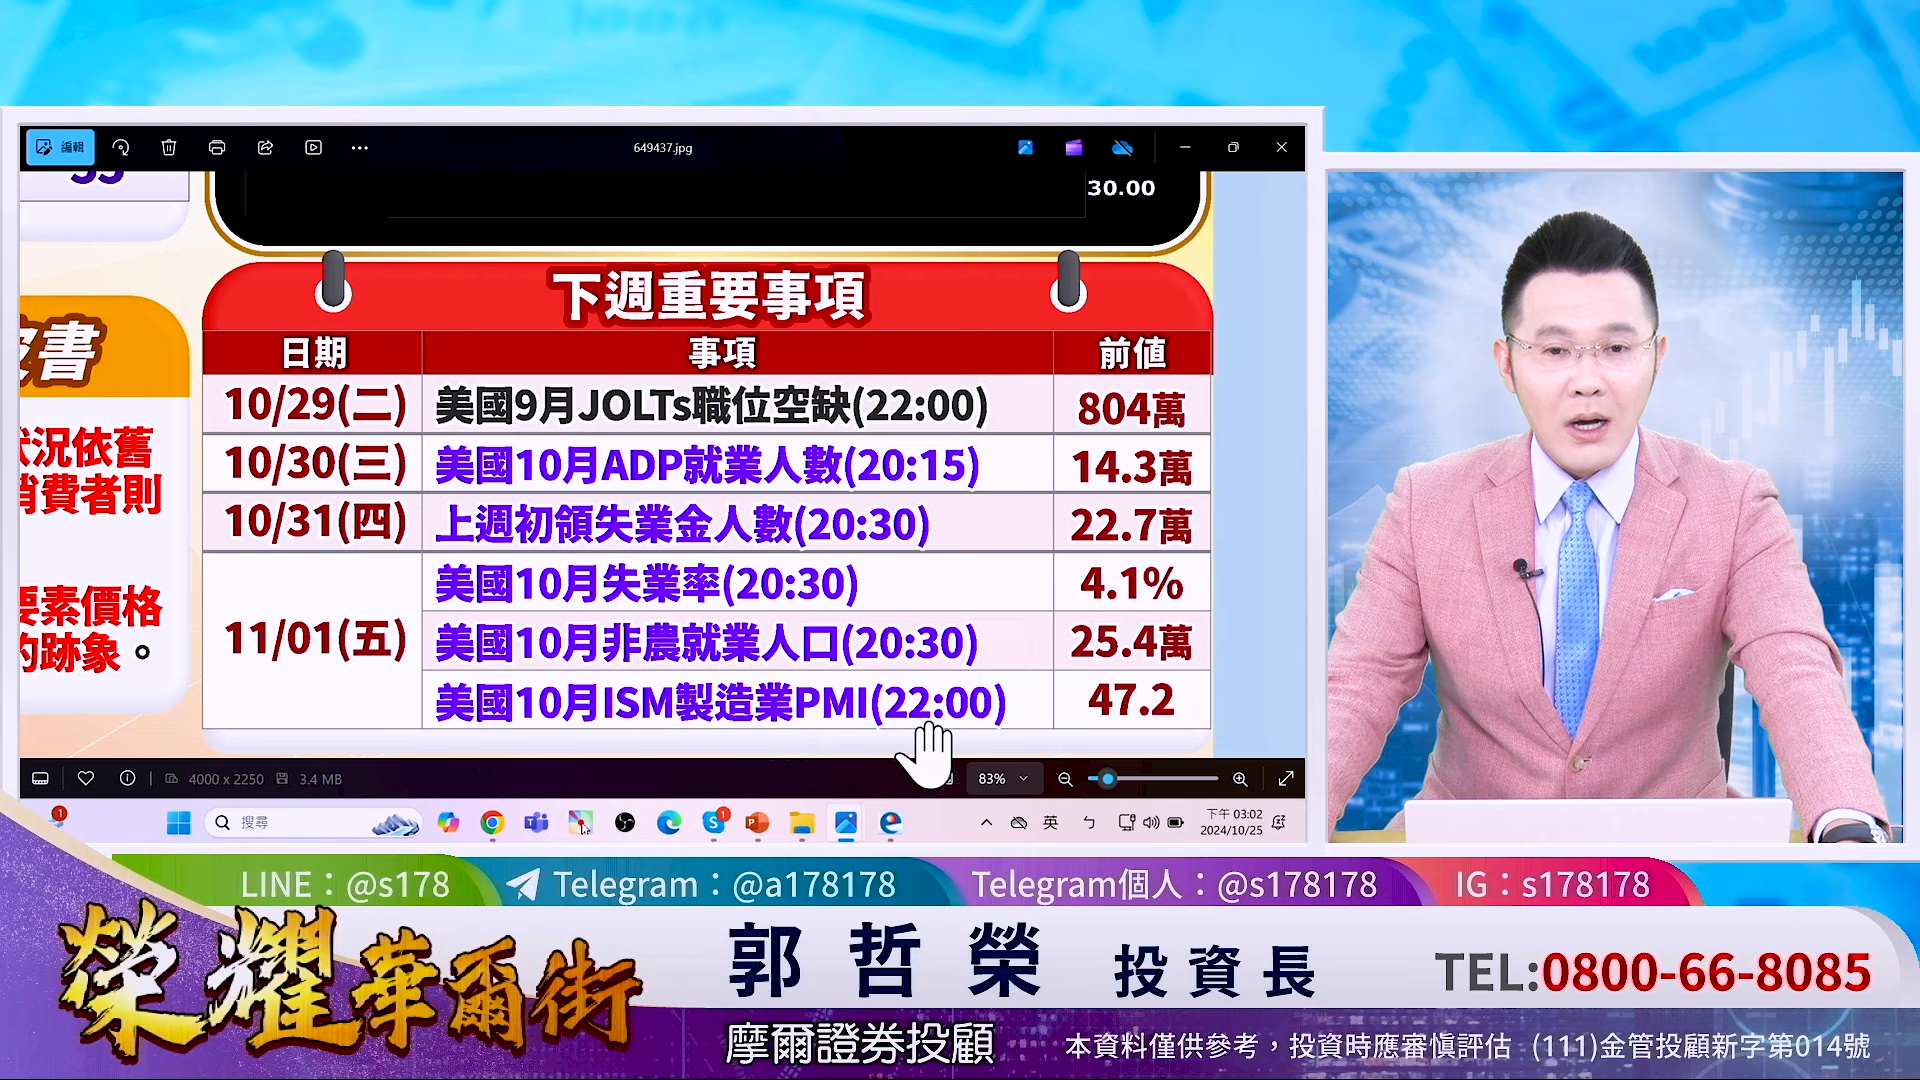 編輯
649437.jpg
30.00
下週重要事項
日期 事項 前值
10/29(二) 美國9月JOLTs職位空缺(22:00) 804萬
10/30(三) 美國10月ADP就業人數(20:15) 14.3萬
10/31(四) 上週初領失業金人數(20:30) 22.7萬
美國10月失業率(20:30) 4.1%
11/01(五) 美國10月非農就業人口(20:30) 25.4萬
美國10月ISM製造業PMI(22:00) 47.2
書
況依舊
費者則
素價格
跡象。
4000 x 2250 3.4 MB
83%
1
搜尋
1
英 ㄅ
下午 03:02
2024/10/25
LINE：@s178 Telegram：@a178178 Telegram個人：@s178178 IG：s178178
榮耀華爾街
郭哲榮 投資長
TEL:0800-66-8085
摩爾證券投顧
本資料僅供參考，投資時應審慎評估 (111)金管投顧新字第014號